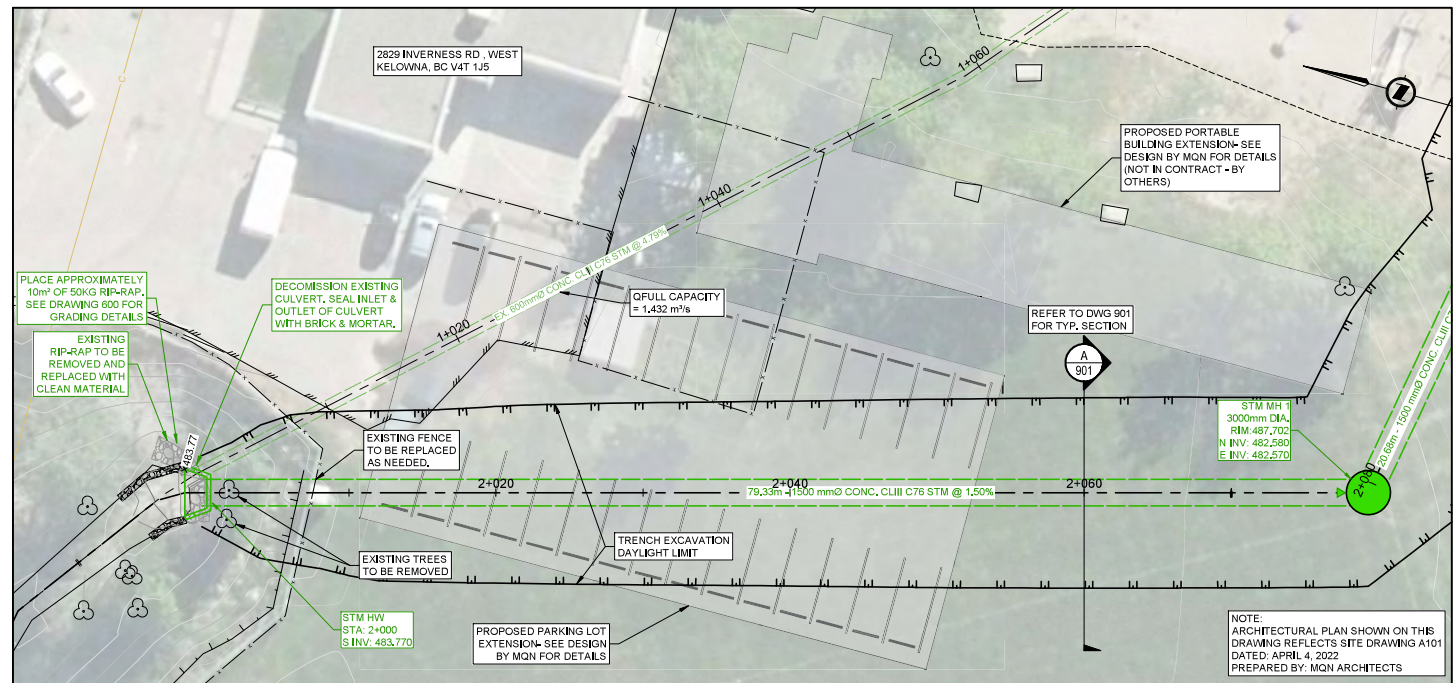 2829 INVERNESS RD , WEST
KELOWNA, BC V4T 1J5
1+060
PROPOSED PORTABLE
BUILDING EXTENSION- SEE
DESIGN BY MQN FOR DETAILS
(NOT IN CONTRACT - BY
OTHERS)
1+040
EX. 600mmØ CONC. CLIII C76 STM @ 4.79%
PLACE APPROXIMATELY
10m² OF 50KG RIP-RAP.
SEE DRAWING 600 FOR
GRADING DETAILS
DECOMISSION EXISTING
CULVERT. SEAL INLET &
OUTLET OF CULVERT
WITH BRICK & MORTAR.
QFULL CAPACITY
= 1.432 m³/s
REFER TO DWG 901
FOR TYP. SECTION
1+020
EXISTING
RIP-RAP TO BE
REMOVED AND
REPLACED WITH
CLEAN MATERIAL
A
901
STM MH 1
3000mm DIA.
RIM:487.702
N INV: 482.580
E INV: 482.570
20.68m - 1500 mmØ CONC. CLIII C7
483.77
EXISTING FENCE
TO BE REPLACED
AS NEEDED.
2+020
2+040
2+060
2+080
79.33m - 1500 mmØ CONC. CLIII C76 STM @ 1.50%
TRENCH EXCAVATION
DAYLIGHT LIMIT
EXISTING TREES
TO BE REMOVED
STM HW
STA: 2+000
S INV: 483.770
PROPOSED PARKING LOT
EXTENSION- SEE DESIGN
BY MQN FOR DETAILS
NOTE:
ARCHITECTURAL PLAN SHOWN ON THIS
DRAWING REFLECTS SITE DRAWING A101
DATED: APRIL 4, 2022
PREPARED BY: MQN ARCHITECTS